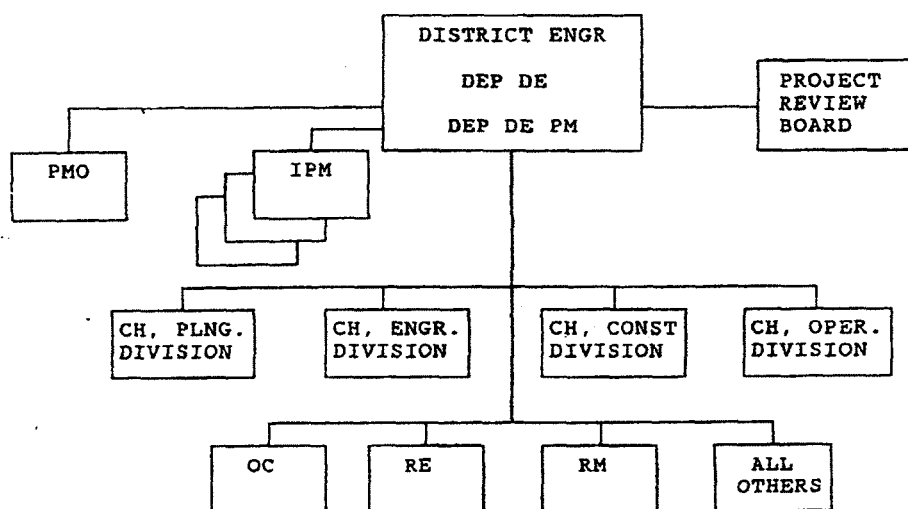 DISTRICT ENGR
DEP DE
DEP DE PM
PROJECT
REVIEW
BOARD
PMO
IPM
CH, PLNG.
DIVISION
CH, ENGR.
DIVISION
CH, CONST
DIVISION
CH, OPER.
DIVISION
OC
RE
RM
ALL
OTHERS